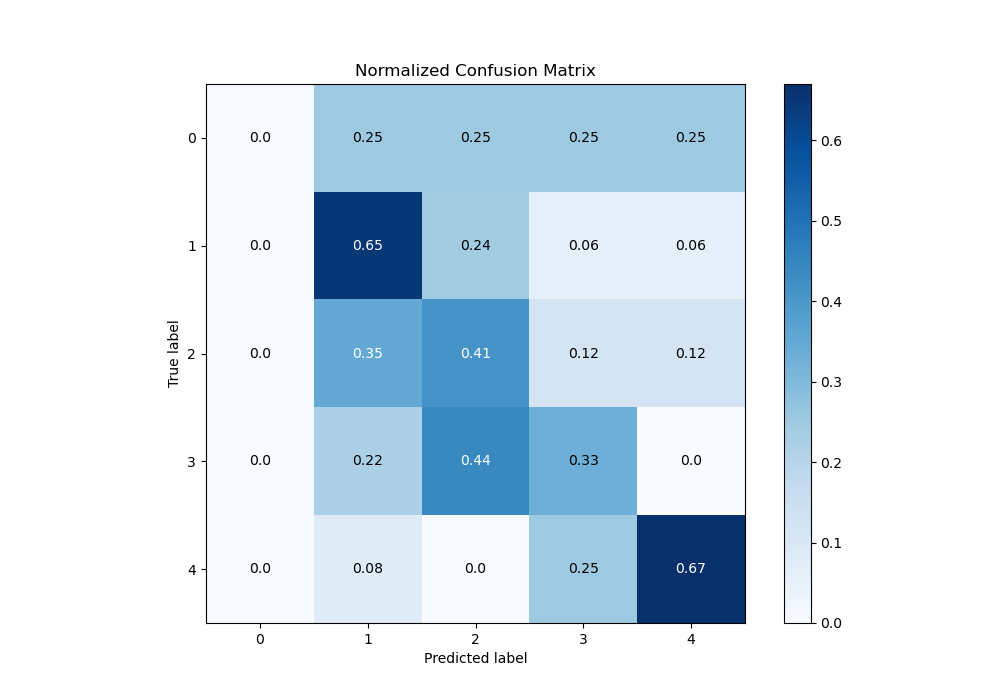 Normalized Confusion Matrix
0 0.0 0.25 0.25 0.25 0.25
0.6
0.5
1 0.0 0.65 0.24 0.06 0.06
0.4
True label
2 0.0 0.35 0.41 0.12 0.12
0.3
0.2
3 0.0 0.22 0.44 0.33 0.0
0.1
4 0.0 0.08 0.0 0.25 0.67
0.0
0 1 2 3 4
Predicted label